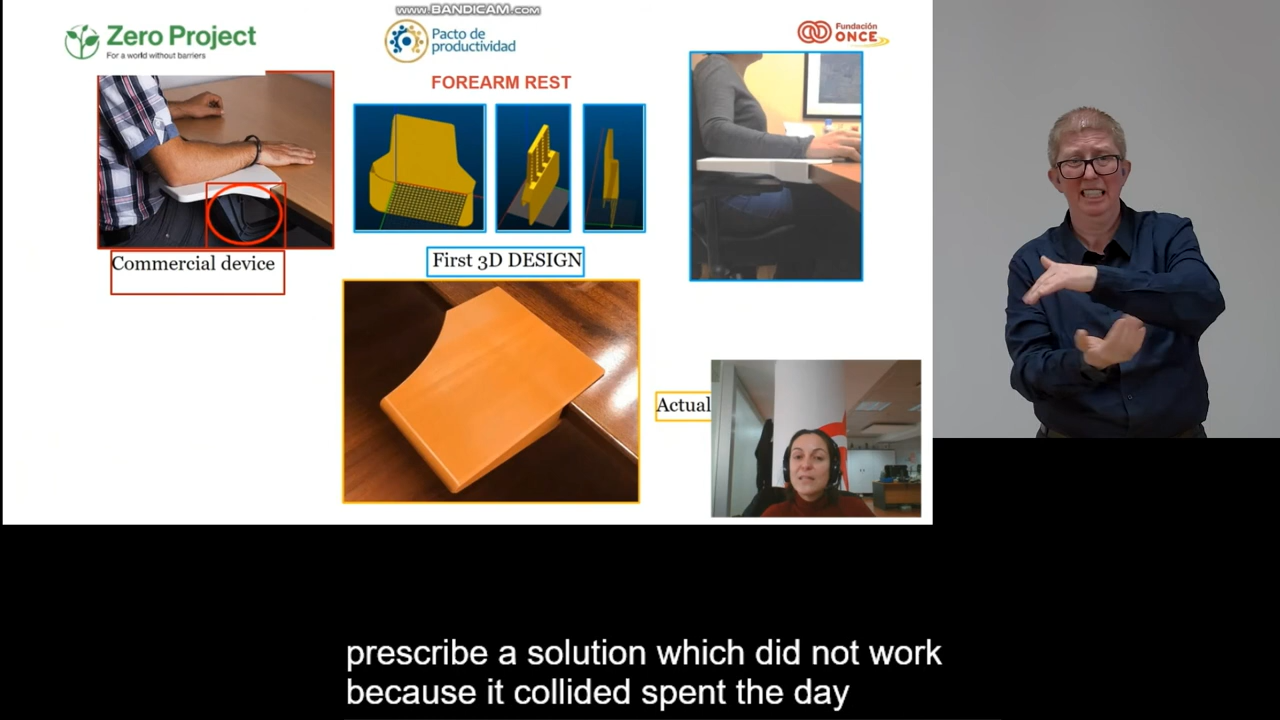 WWW.BANDICAM.COM
Zero Project
For a world without barriers
Pacto de
productividad
Fundación
ONCE
FOREARM REST
Commercial device
First 3D DESIGN
Actual
prescribe a solution which did not work
because it collided spent the day